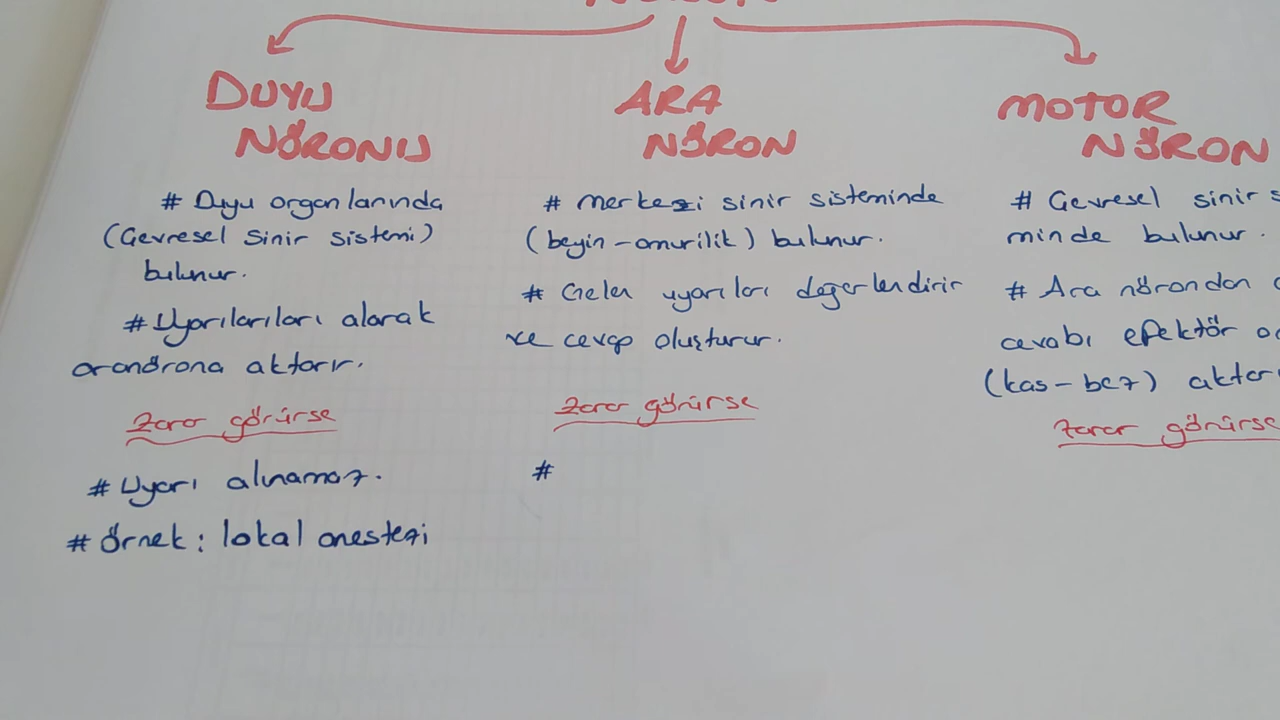 DUYU
NÖRONU
# Duyu organlarında
(Çevresel Sinir sistemi)
bulunur.
# Uyarılarıları alarak
aranörona aktarır.
Zarar görürse
# Uyarı alınamaz.
# Örnek: lokal anestezi
ARA
NÖRON
# merkezi sinir sisteminde
(beyin-omurilik) bulunur.
# Gelen uyarıları değerlendirir
ve cevap oluşturur.
Zarar görürse
#
MOTOR
NÖRON
# Çevresel sinir s
minde bulunur.
# Ara nörondan
cevabı efektör
(kas-bez) aktar
Zarar görürse